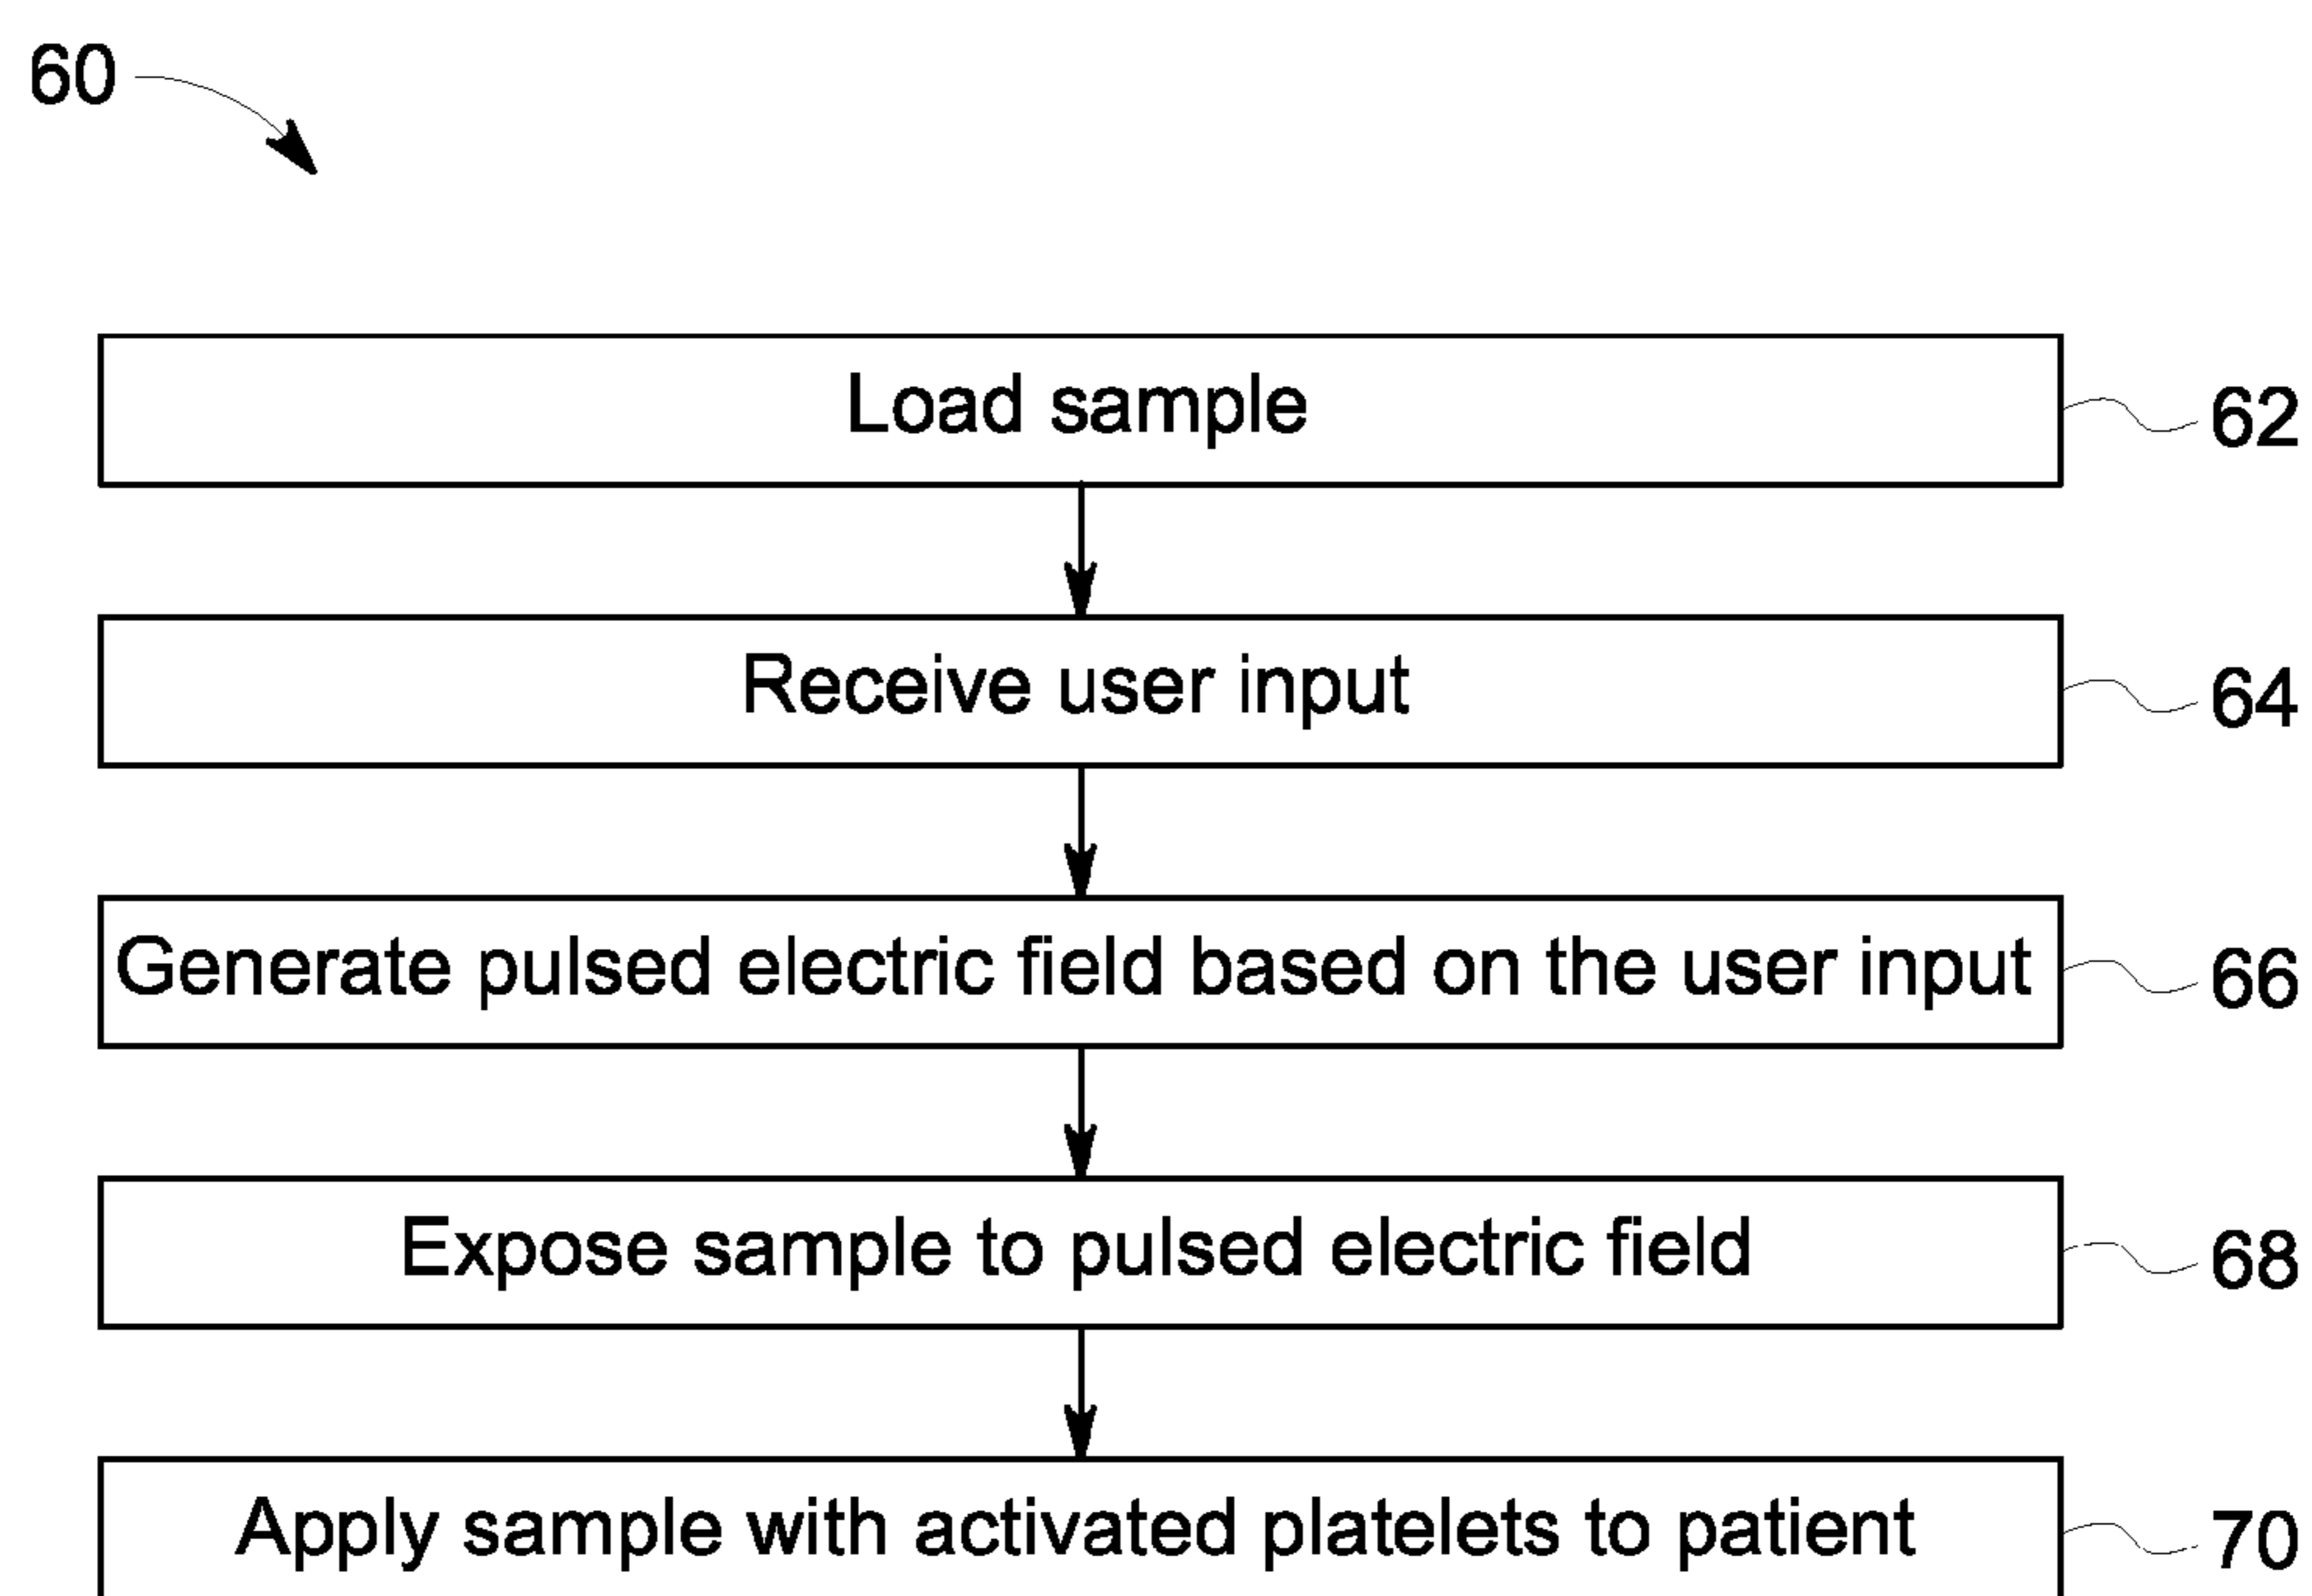 60
Load sample
62
Receive user input
64
Generate pulsed electric field based on the user input
66
Expose sample to pulsed electric field
68
Apply sample with activated platelets to patient
70